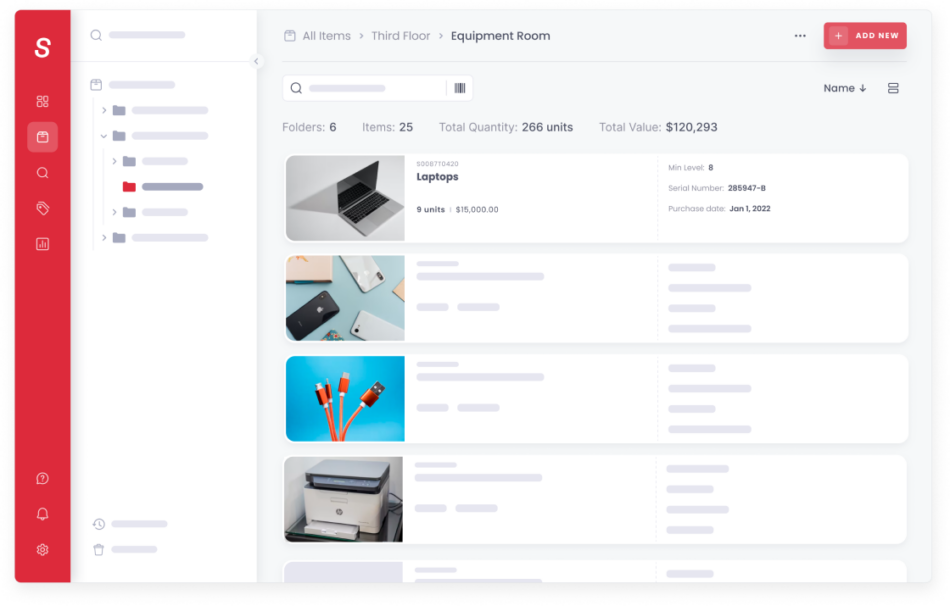 S
All Items > Third Floor > Equipment Room
+ ADD NEW
Name ↓
Folders: 6 Items: 25 Total Quantity: 266 units Total Value: $120,293
S0087T0420
Laptops
9 units | $15,000.00
Min Level: 8
Serial Number: 285947-B
Purchase date: Jan 1, 2022
hp